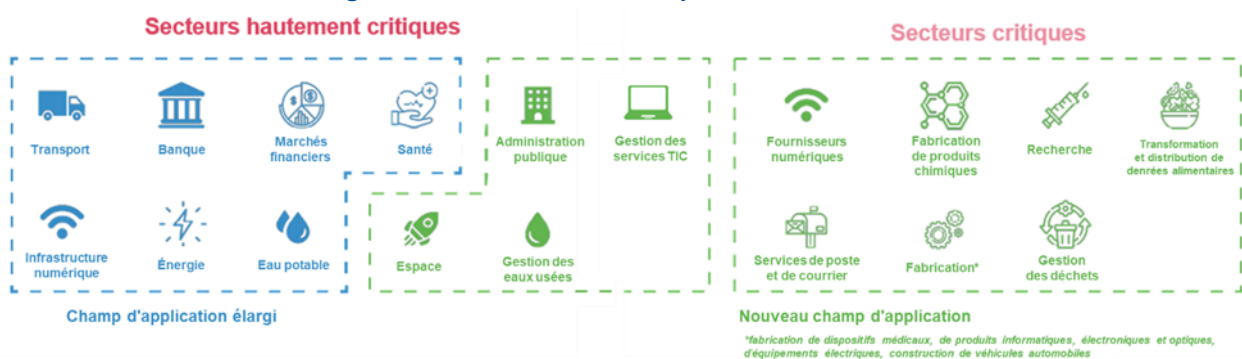 Secteurs hautement critiques
Secteurs critiques
Transport
Banque
Marchés
financiers
Santé
Administration
publique
Gestion des
services TIC
Fournisseurs
numériques
Fabrication
de produits
chimiques
Recherche
Transformation
et distribution de
denrées alimentaires
Infrastructure
numérique
Énergie
Eau potable
Espace
Gestion des
eaux usées
Services de poste
et de courrier
Fabrication*
Gestion
des déchets
Champ d'application élargi
Nouveau champ d'application
*fabrication de dispositifs médicaux, de produits informatiques, électroniques et optiques,
d'équipements électriques, construction de véhicules automobiles